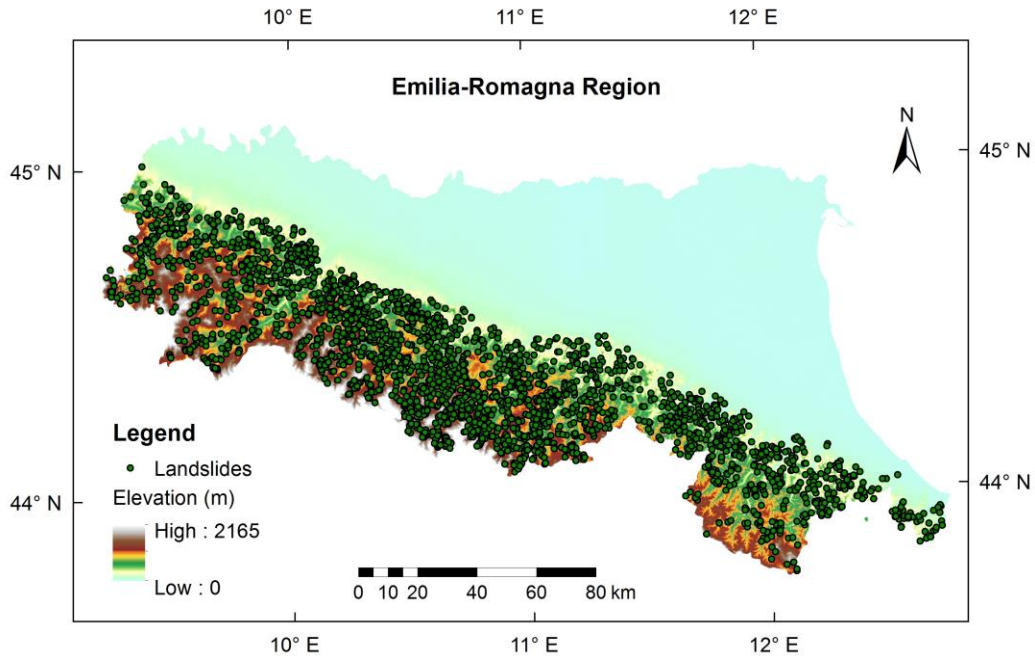 10° E 11° E 12° E
Emilia-Romagna Region
N
45° N 45° N
Legend
Landslides
Elevation (m)
44° N 44° N
High : 2165
Low : 0
0 10 20 40 60 80 km
10° E 11° E 12° E